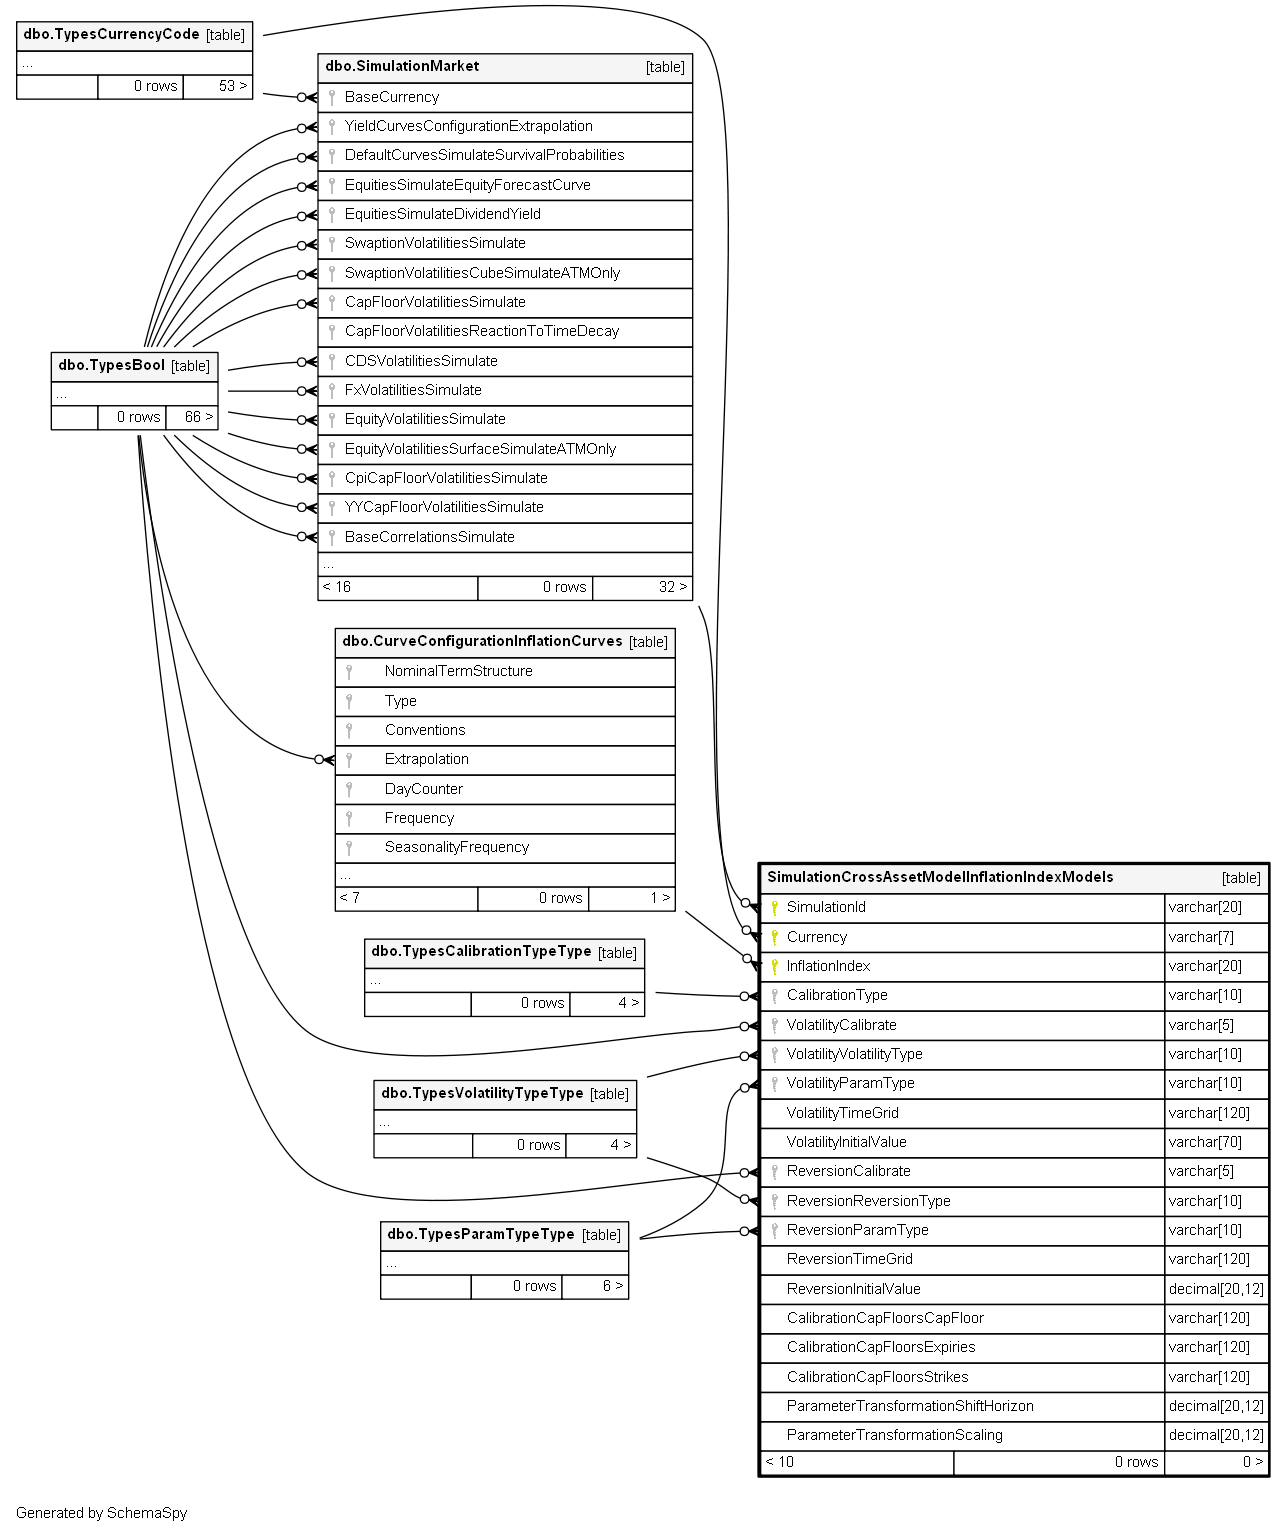 dbo.TypesCurrencyCode [table]
...
0 rows 53 >
dbo.SimulationMarket [table]
BaseCurrency
YieldCurvesConfigurationExtrapolation
DefaultCurvesSimulateSurvivalProbabilities
EquitiesSimulateEquityForecastCurve
EquitiesSimulateDividendYield
SwaptionVolatilitiesSimulate
SwaptionVolatilitiesCubeSimulateATMOnly
CapFloorVolatilitiesSimulate
CapFloorVolatilitiesReactionToTimeDecay
CDSVolatilitiesSimulate
FxVolatilitiesSimulate
EquityVolatilitiesSimulate
EquityVolatilitiesSurfaceSimulateATMOnly
CpiCapFloorVolatilitiesSimulate
YYCapFloorVolatilitiesSimulate
BaseCorrelationsSimulate
...
< 16 0 rows 32 >
dbo.TypesBool [table]
...
0 rows 66 >
dbo.CurveConfigurationInflationCurves [table]
NominalTermStructure
Type
Conventions
Extrapolation
DayCounter
Frequency
SeasonalityFrequency
...
< 7 0 rows 1 >
dbo.TypesCalibrationTypeType [table]
...
0 rows 4 >
dbo.TypesVolatilityTypeType [table]
...
0 rows 4 >
dbo.TypesParamTypeType [table]
...
0 rows 6 >
SimulationCrossAssetModelInflationIndexModels [table]
SimulationId varchar[20]
Currency varchar[7]
InflationIndex varchar[20]
CalibrationType varchar[10]
VolatilityCalibrate varchar[5]
VolatilityVolatilityType varchar[10]
VolatilityParamType varchar[10]
VolatilityTimeGrid varchar[120]
VolatilityInitialValue varchar[70]
ReversionCalibrate varchar[5]
ReversionReversionType varchar[10]
ReversionParamType varchar[10]
ReversionTimeGrid varchar[120]
ReversionInitialValue decimal[20,12]
CalibrationCapFloorsCapFloor varchar[120]
CalibrationCapFloorsExpiries varchar[120]
CalibrationCapFloorsStrikes varchar[120]
ParameterTransformationShiftHorizon decimal[20,12]
ParameterTransformationScaling decimal[20,12]
< 10 0 rows 0 >
Generated by SchemaSpy